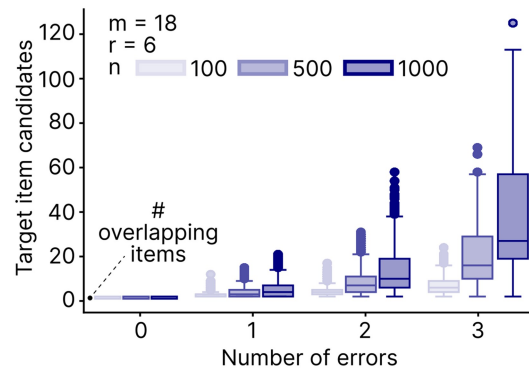 m = 18
r = 6
n 100 500 1000
120
100
80
60
40
20
0
Target item candidates
#
overlapping
items
0 1 2 3
Number of errors